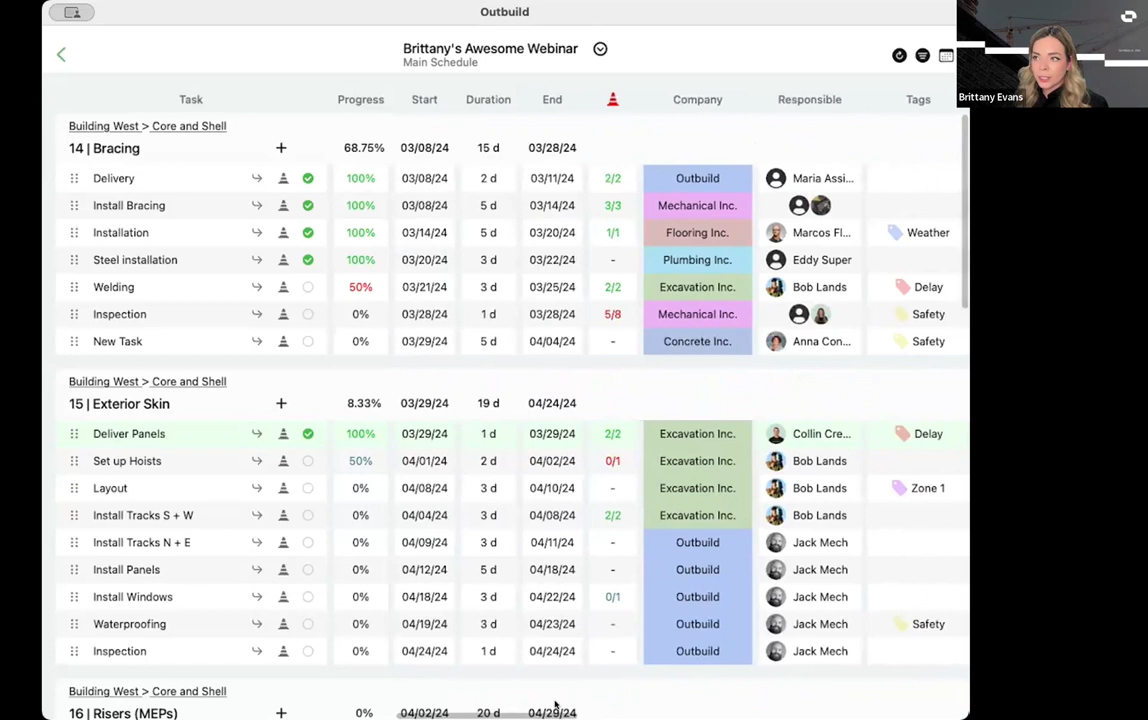 Outbuild
Brittany's Awesome Webinar
Main Schedule
Brittany Evans
Task Progress Start Duration End Company Responsible Tags
Building West > Core and Shell
14 | Bracing + 68.75% 03/08/24 15 d 03/28/24
Delivery 100% 03/08/24 2 d 03/11/24 2/2 Outbuild Maria Assi...
Install Bracing 100% 03/08/24 5 d 03/14/24 3/3 Mechanical Inc.
Installation 100% 03/14/24 5 d 03/20/24 1/1 Flooring Inc. Marcos Fl... Weather
Steel installation 100% 03/20/24 3 d 03/22/24 - Plumbing Inc. Eddy Super
Welding 50% 03/21/24 3 d 03/25/24 2/2 Excavation Inc. Bob Lands Delay
Inspection 0% 03/28/24 1 d 03/28/24 5/8 Mechanical Inc. Safety
New Task 0% 03/29/24 5 d 04/04/24 - Concrete Inc. Anna Con... Safety
Building West > Core and Shell
15 | Exterior Skin + 8.33% 03/29/24 19 d 04/24/24
Deliver Panels 100% 03/29/24 1 d 03/29/24 2/2 Excavation Inc. Collin Cre... Delay
Set up Hoists 50% 04/01/24 2 d 04/02/24 0/1 Excavation Inc. Bob Lands
Layout 0% 04/08/24 3 d 04/10/24 - Excavation Inc. Bob Lands Zone 1
Install Tracks S + W 0% 04/04/24 3 d 04/08/24 2/2 Excavation Inc. Bob Lands
Install Tracks N + E 0% 04/09/24 3 d 04/11/24 - Outbuild Jack Mech
Install Panels 0% 04/12/24 5 d 04/18/24 - Outbuild Jack Mech
Install Windows 0% 04/18/24 3 d 04/22/24 0/1 Outbuild Jack Mech
Waterproofing 0% 04/19/24 3 d 04/23/24 - Outbuild Jack Mech Safety
Inspection 0% 04/24/24 1 d 04/24/24 - Outbuild Jack Mech
Building West > Core and Shell
16 | Risers (MEPs) + 0% 04/02/24 20 d 04/29/24